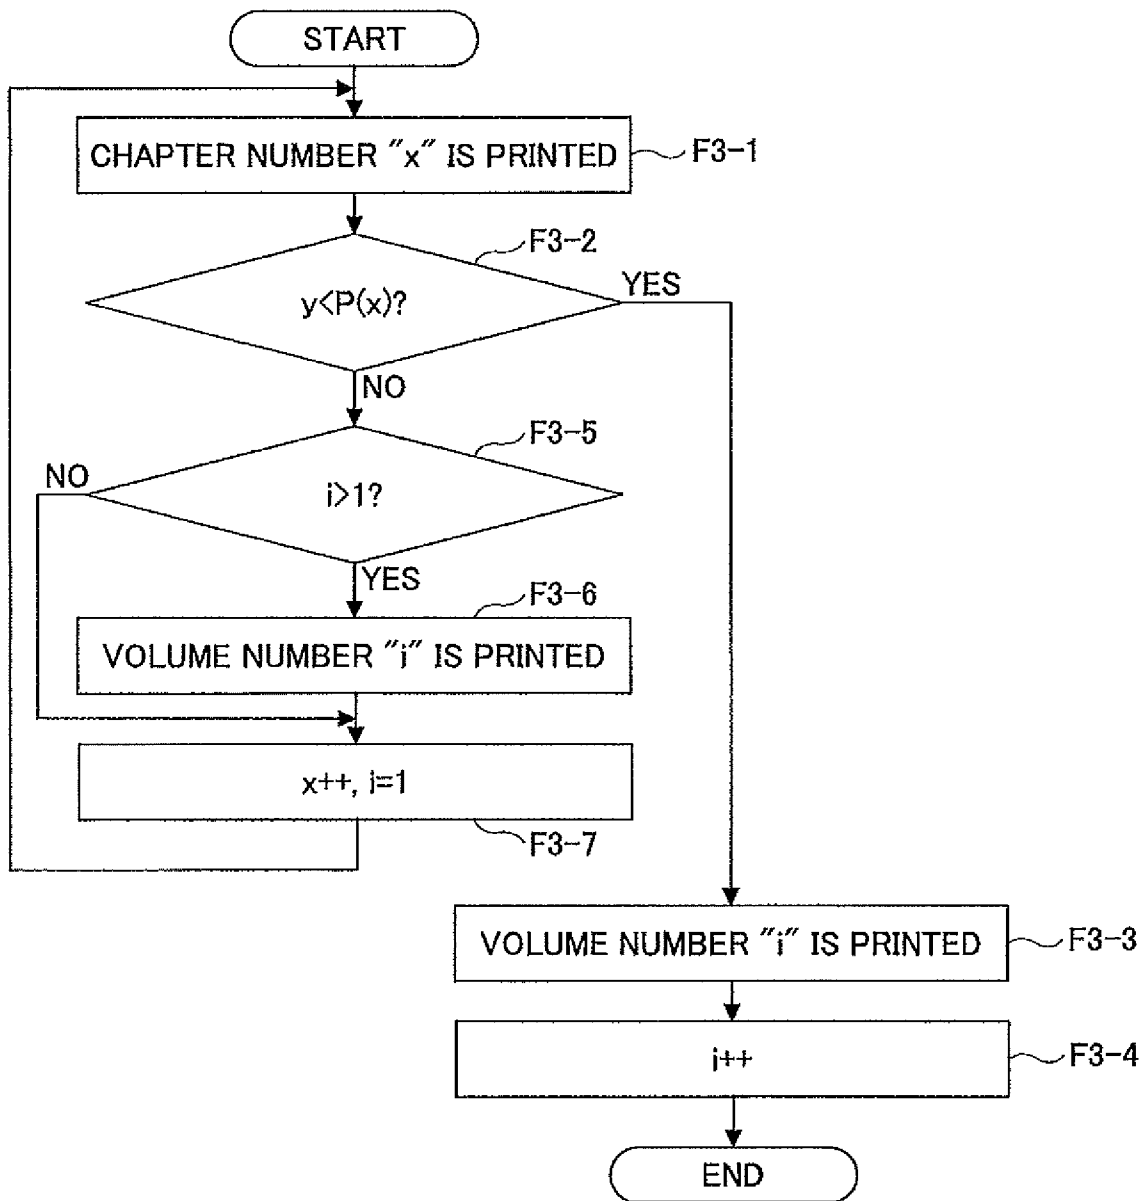 START
CHAPTER NUMBER "x" IS PRINTED
F3-1
F3-2
y<P(x)?
YES
NO
F3-5
NO
i>1?
YES
F3-6
VOLUME NUMBER "i" IS PRINTED
x++, i=1
F3-7
VOLUME NUMBER "i" IS PRINTED
F3-3
i++
F3-4
END